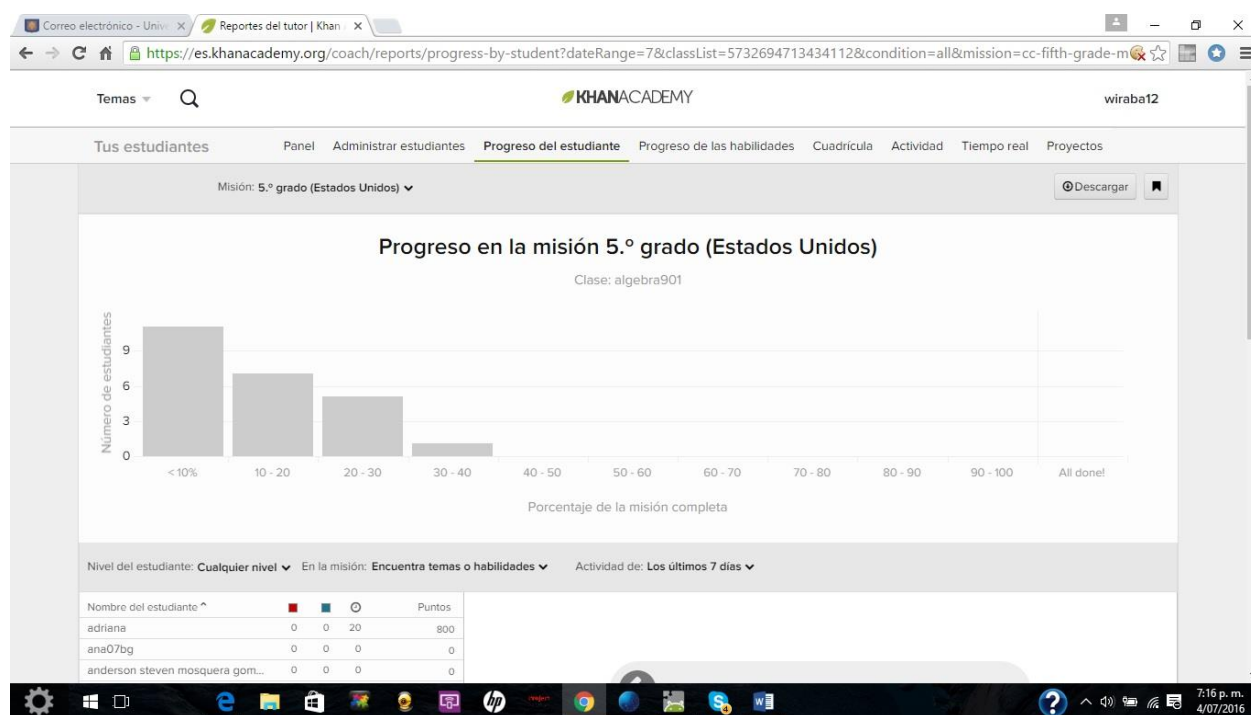 Correo electrónico - Unive
Reportes del tutor | Khan
https://es.khanacademy.org/coach/reports/progress-by-student?dateRange=7&classList=5732694713434112&condition=all&mission=cc-fifth-grade-m
Temas
KHANACADEMY
wiraba12
Tus estudiantes
Panel Administrar estudiantes Progreso del estudiante Progreso de las habilidades Cuadrícula Actividad Tiempo real Proyectos
Misión: 5.º grado (Estados Unidos)
Descargar
Progreso en la misión 5.º grado (Estados Unidos)
Clase: algebra901
Número de estudiantes
9
6
3
0
<10% 10 - 20 20 - 30 30 - 40 40 - 50 50 - 60 60 - 70 70 - 80 80 - 90 90 - 100 All done!
Porcentaje de la misión completa
Nivel del estudiante: Cualquier nivel En la misión: Encuentra temas o habilidades Actividad de: Los últimos 7 días
Nombre del estudiante Puntos
adriana 0 0 20 800
ana07bg 0 0 0 0
anderson steven mosquera gom... 0 0 0 0
hp
7:16 p. m.
4/07/2016